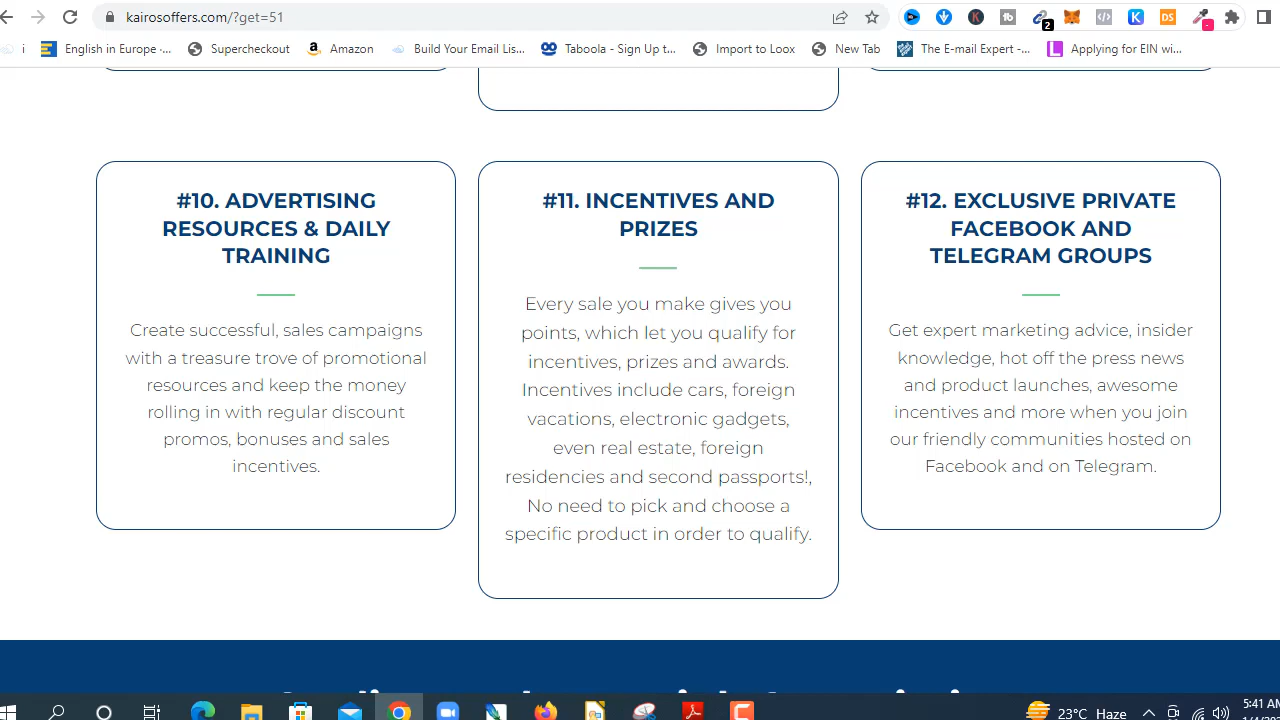 kairosoffers.com/?get=51
2
DS
i
English in Europe -...
Supercheckout
Amazon
Build Your Email Lis...
Taboola - Sign Up t...
Import to Loox
New Tab
The E-mail Expert -...
Applying for EIN wi...
#10. ADVERTISING
RESOURCES & DAILY
TRAINING
Create successful, sales campaigns
with a treasure trove of promotional
resources and keep the money
rolling in with regular discount
promos, bonuses and sales
incentives.
#11. INCENTIVES AND
PRIZES
Every sale you make gives you
points, which let you qualify for
incentives, prizes and awards.
Incentives include cars, foreign
vacations, electronic gadgets,
even real estate, foreign
residencies and second passports!,
No need to pick and choose a
specific product in order to qualify.
#12. EXCLUSIVE PRIVATE
FACEBOOK AND
TELEGRAM GROUPS
Get expert marketing advice, insider
knowledge, hot off the press news
and product launches, awesome
incentives and more when you join
our friendly communities hosted on
Facebook and on Telegram.
23°C Haze
5:41 AM